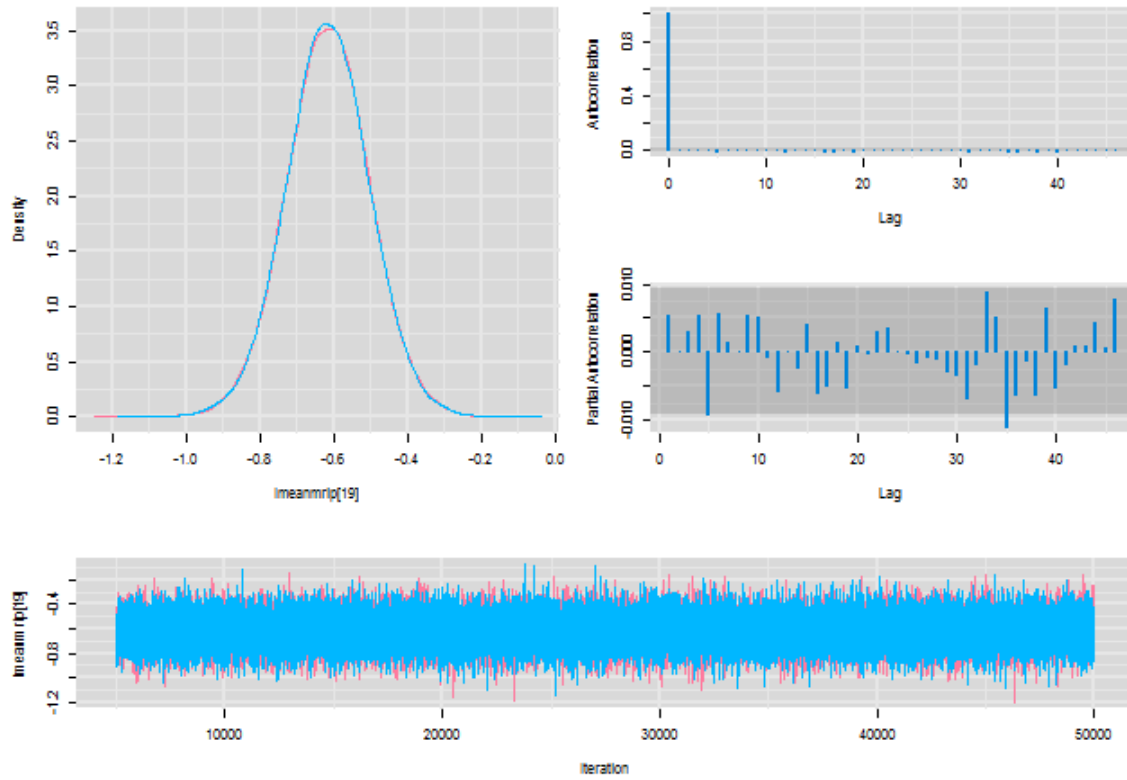 Density
0.0 0.5 1.0 1.5 2.0 2.5 3.0 3.5
−1.2 −1.0 −0.8 −0.6 −0.4 −0.2 0.0
lmeanmrip[19]
Autocorrelation
0.0 0.4 0.8
0 10 20 30 40
Lag
Partial Autocorrelation
−0.010 0.000 0.010
0 10 20 30 40
Lag
lmeanmrip[19]
−1.2 −0.8 −0.4
10000 20000 30000 40000 50000
Iteration